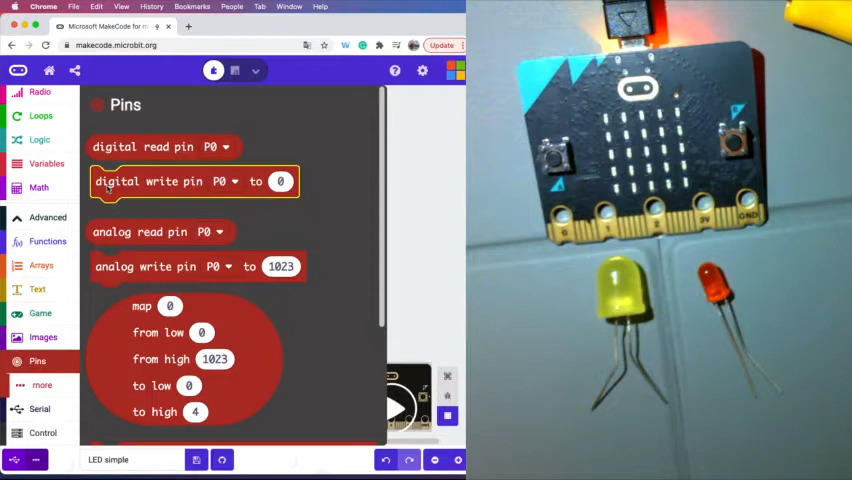 Chrome File Edit View History Bookmarks People Tab Window Help
Microsoft MakeCode for m
makecode.microbit.org
Update
Radio
Loops
Logic
Variables
Math
Advanced
Functions
Arrays
Text
Game
Images
Pins
more
Serial
Control
Pins
digital read pin P0
digital write pin P0 to 0
analog read pin P0
analog write pin P0 to 1023
map 0
from low 0
from high 1023
to low 0
to high 4
LED simple
A
B
0 1 2 3V GND